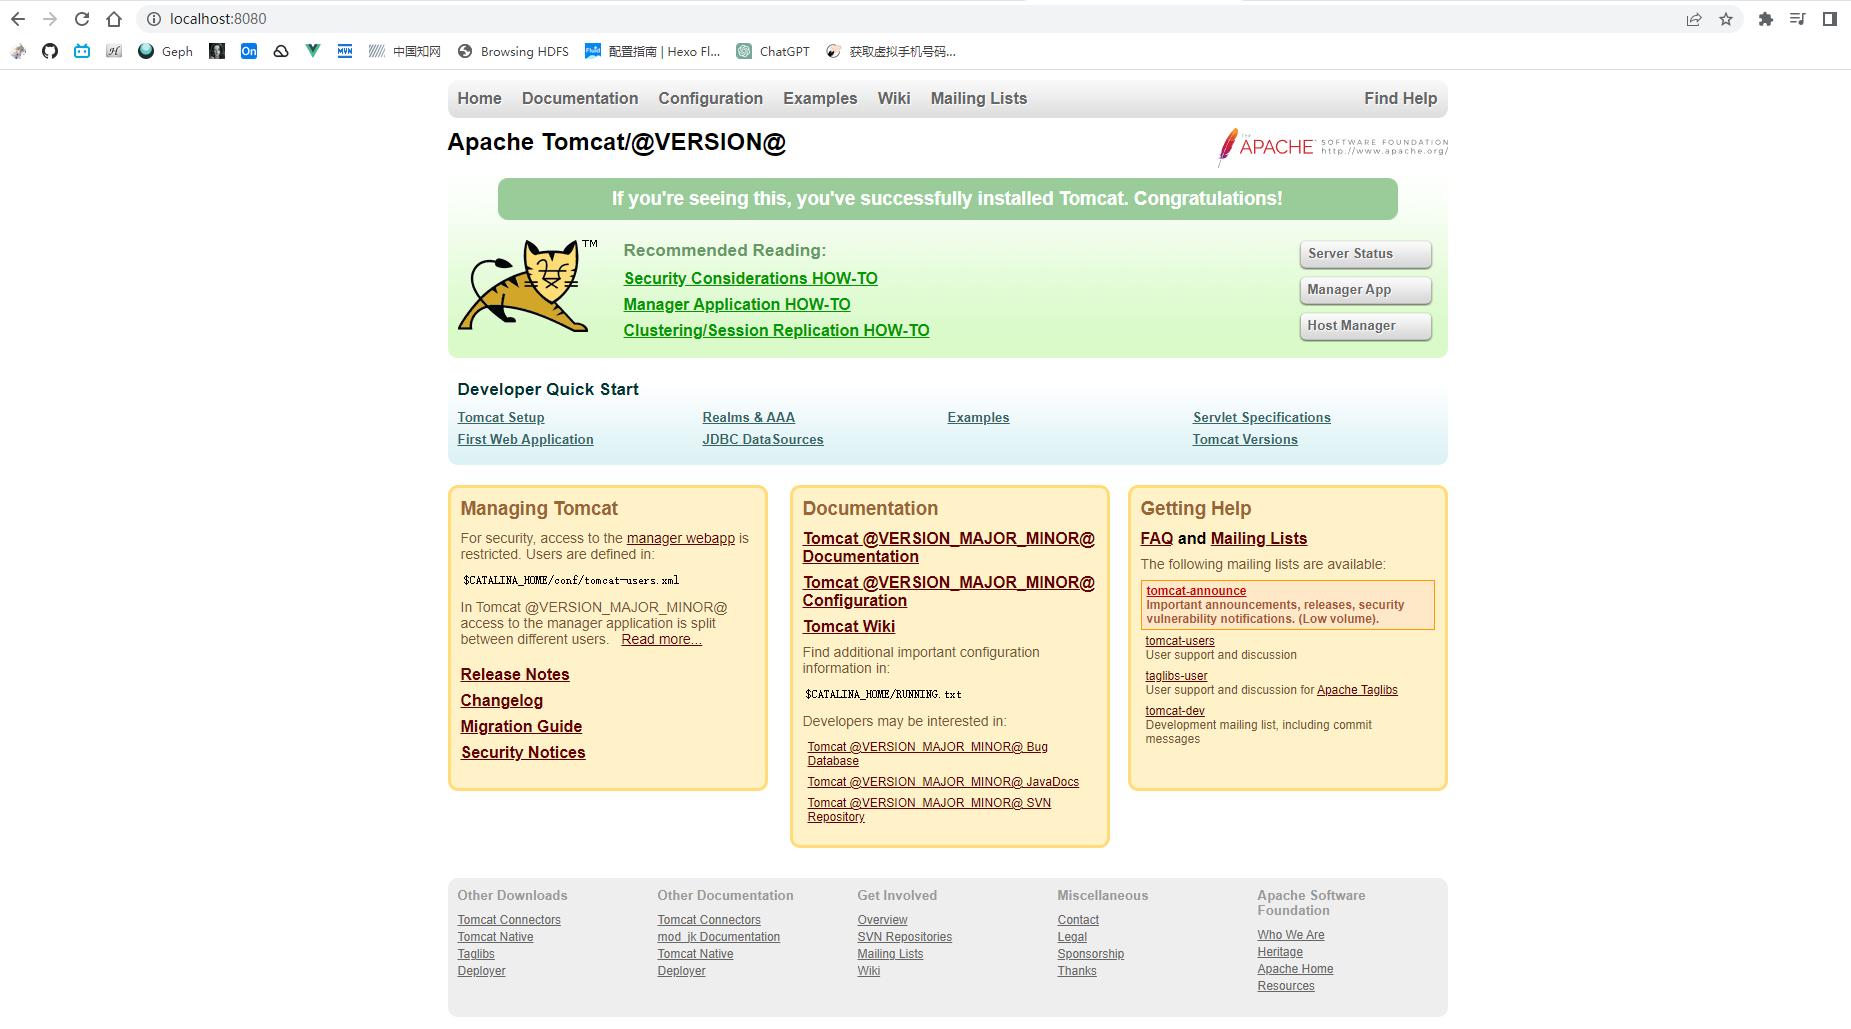 localhost:8080
Geph
On
MVN
中国知网
Browsing HDFS
Fluid
配置指南 | Hexo Fl...
ChatGPT
获取虚拟手机号码...
Home Documentation Configuration Examples Wiki Mailing Lists Find Help
Apache Tomcat/@VERSION@
THE
APACHE
SOFTWARE FOUNDATION
http://www.apache.org/
If you're seeing this, you've successfully installed Tomcat. Congratulations!
TM
Recommended Reading:
Security Considerations HOW-TO
Manager Application HOW-TO
Clustering/Session Replication HOW-TO
Server Status
Manager App
Host Manager
Developer Quick Start
Tomcat Setup
First Web Application
Realms & AAA
JDBC DataSources
Examples
Servlet Specifications
Tomcat Versions
Managing Tomcat
For security, access to the manager webapp is
restricted. Users are defined in:
$CATALINA_HOME/conf/tomcat-users.xml
In Tomcat @VERSION_MAJOR_MINOR@
access to the manager application is split
between different users. Read more...
Release Notes
Changelog
Migration Guide
Security Notices
Documentation
Tomcat @VERSION_MAJOR_MINOR@
Documentation
Tomcat @VERSION_MAJOR_MINOR@
Configuration
Tomcat Wiki
Find additional important configuration
information in:
$CATALINA_HOME/RUNNING.txt
Developers may be interested in:
Tomcat @VERSION_MAJOR_MINOR@ Bug
Database
Tomcat @VERSION_MAJOR_MINOR@ JavaDocs
Tomcat @VERSION_MAJOR_MINOR@ SVN
Repository
Getting Help
FAQ and Mailing Lists
The following mailing lists are available:
tomcat-announce
Important announcements, releases, security
vulnerability notifications. (Low volume).
tomcat-users
User support and discussion
taglibs-user
User support and discussion for Apache Taglibs
tomcat-dev
Development mailing list, including commit
messages
Other Downloads
Tomcat Connectors
Tomcat Native
Taglibs
Deployer
Other Documentation
Tomcat Connectors
mod_jk Documentation
Tomcat Native
Deployer
Get Involved
Overview
SVN Repositories
Mailing Lists
Wiki
Miscellaneous
Contact
Legal
Sponsorship
Thanks
Apache Software
Foundation
Who We Are
Heritage
Apache Home
Resources